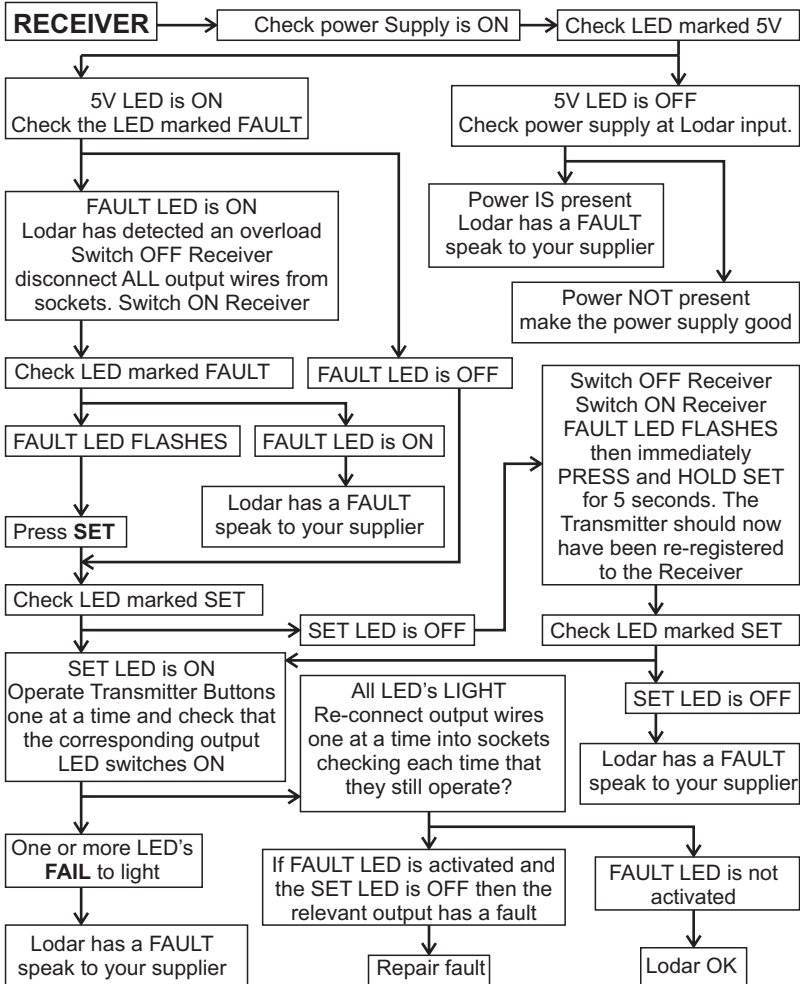 RECEIVER
Check power Supply is ON
Check LED marked 5V
5V LED is ON
Check the LED marked FAULT
5V LED is OFF
Check power supply at Lodar input.
Power IS present
Lodar has a FAULT
speak to your supplier
Power NOT present
make the power supply good
FAULT LED is ON
Lodar has detected an overload
Switch OFF Receiver
disconnect ALL output wires from
sockets. Switch ON Receiver
Check LED marked FAULT
FAULT LED is OFF
FAULT LED FLASHES
FAULT LED is ON
Lodar has a FAULT
speak to your supplier
Press SET
Check LED marked SET
SET LED is OFF
Switch OFF Receiver
Switch ON Receiver
FAULT LED FLASHES
then immediately
PRESS and HOLD SET
for 5 seconds. The
Transmitter should now
have been re-registered
to the Receiver
Check LED marked SET
SET LED is OFF
Lodar has a FAULT
speak to your supplier
SET LED is ON
Operate Transmitter Buttons
one at a time and check that
the corresponding output
LED switches ON
All LED's LIGHT
Re-connect output wires
one at a time into sockets
checking each time that
they still operate?
One or more LED's
FAIL to light
Lodar has a FAULT
speak to your supplier
If FAULT LED is activated and
the SET LED is OFF then the
relevant output has a fault
Repair fault
FAULT LED is not
activated
Lodar OK